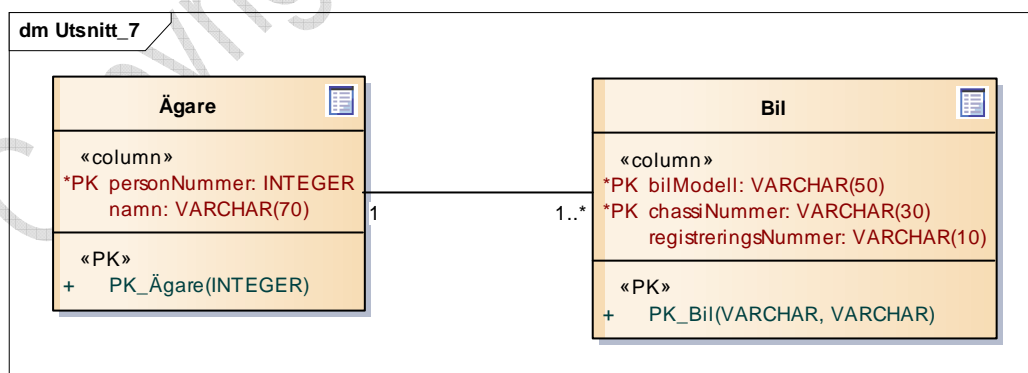 dm Utsnitt_7
Ägare
«column»
*PK personNummer: INTEGER
namn: VARCHAR(70)
«PK»
+ PK_Ägare(INTEGER)
1
1..*
Bil
«column»
*PK bilModell: VARCHAR(50)
*PK chassiNummer: VARCHAR(30)
registreringsNummer: VARCHAR(10)
«PK»
+ PK_Bil(VARCHAR, VARCHAR)